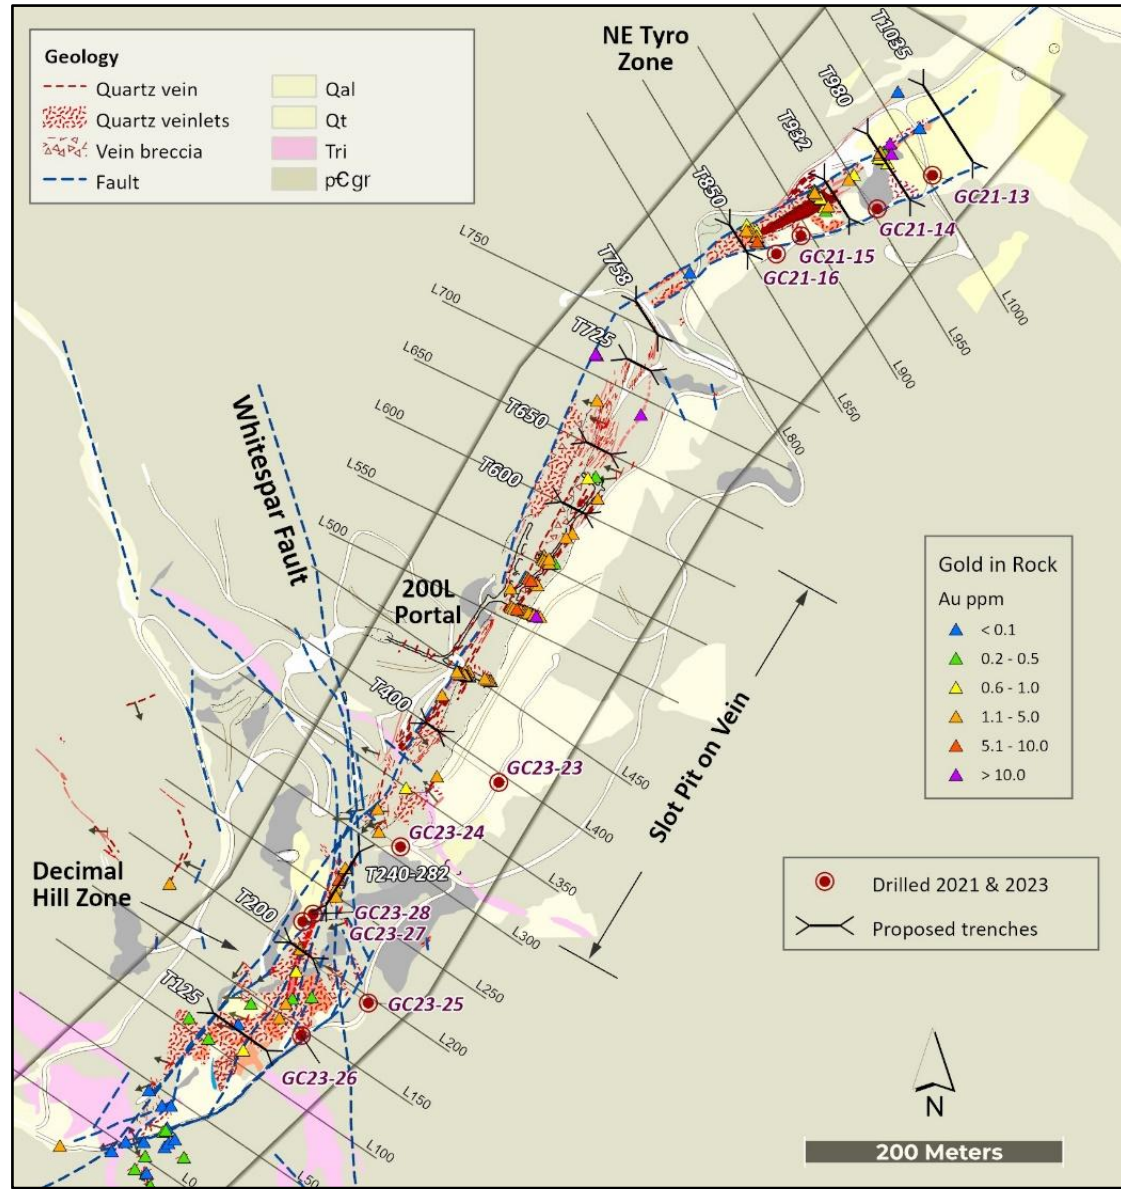 Geology
Quartz vein
Quartz veinlets
Vein breccia
Fault
Qal
Qt
Tri
p€gr
NE Tyro
Zone
T1035
T980
T932
T850
T758
T725
T650
T600
T400
T240-282
T200
T125
GC21-13
GC21-14
GC21-15
GC21-16
L1000
L950
L900
L850
L800
L750
L700
L650
L600
L550
L500
L450
L400
L350
L300
L250
L200
L150
L100
L50
L0
Whitespar Fault
200L
Portal
Slot Pit on Vein
GC23-23
GC23-24
GC23-28
GC23-27
GC23-25
GC23-26
Decimal
Hill Zone
Gold in Rock
Au ppm
< 0.1
0.2 - 0.5
0.6 - 1.0
1.1 - 5.0
5.1 - 10.0
> 10.0
Drilled 2021 & 2023
Proposed trenches
N
200 Meters